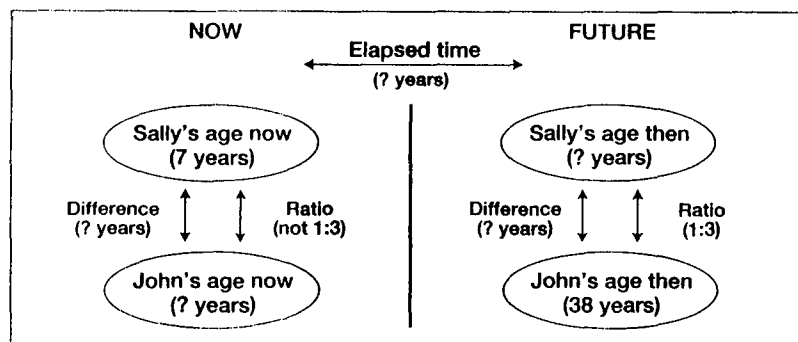 NOW
FUTURE
Elapsed time
(? years)
Sally's age now
(7 years)
Sally's age then
(? years)
Difference
(? years)
Ratio
(not 1:3)
Difference
(? years)
Ratio
(1:3)
John's age now
(? years)
John's age then
(38 years)